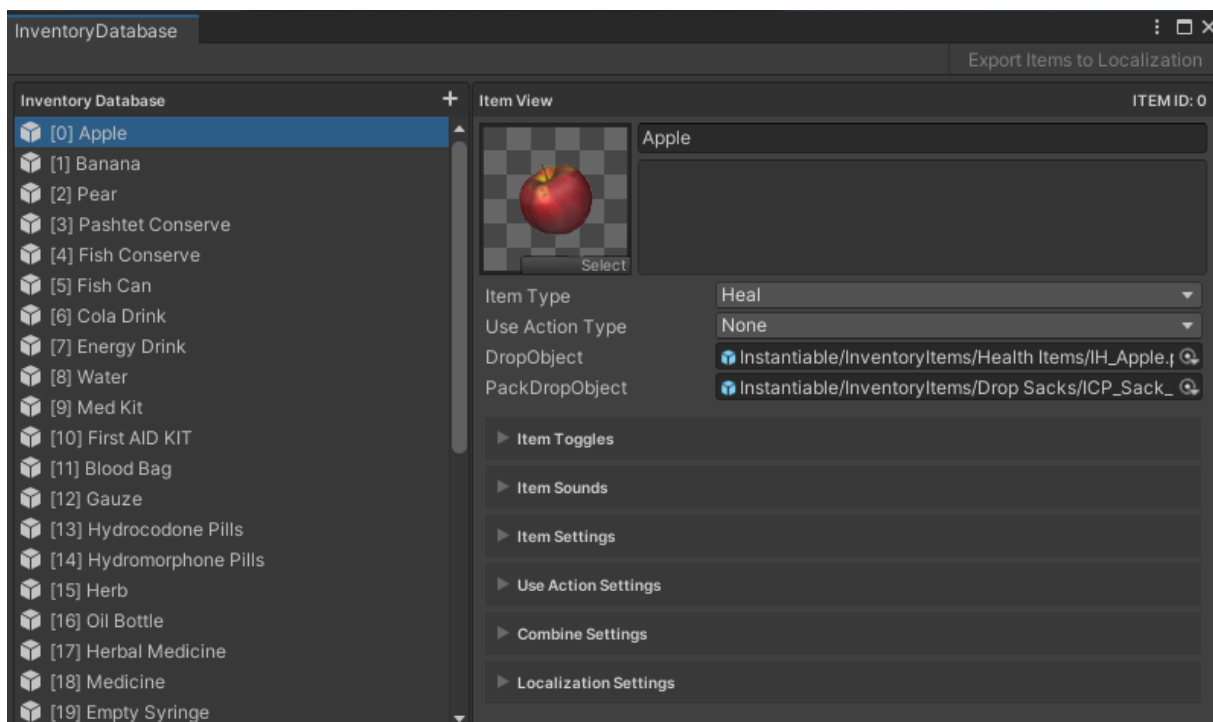 InventoryDatabase
Export Items to Localization
Inventory Database
[0] Apple
[1] Banana
[2] Pear
[3] Pashtet Conserve
[4] Fish Conserve
[5] Fish Can
[6] Cola Drink
[7] Energy Drink
[8] Water
[9] Med Kit
[10] First AID KIT
[11] Blood Bag
[12] Gauze
[13] Hydrocodone Pills
[14] Hydromorphone Pills
[15] Herb
[16] Oil Bottle
[17] Herbal Medicine
[18] Medicine
[19] Empty Syringe
Item View ITEM ID: 0
Apple
Select
Item Type Heal
Use Action Type None
DropObject Instantiable/InventoryItems/Health Items/IH_Apple.p
PackDropObject Instantiable/InventoryItems/Drop Sacks/ICP_Sack_
Item Toggles
Item Sounds
Item Settings
Use Action Settings
Combine Settings
Localization Settings